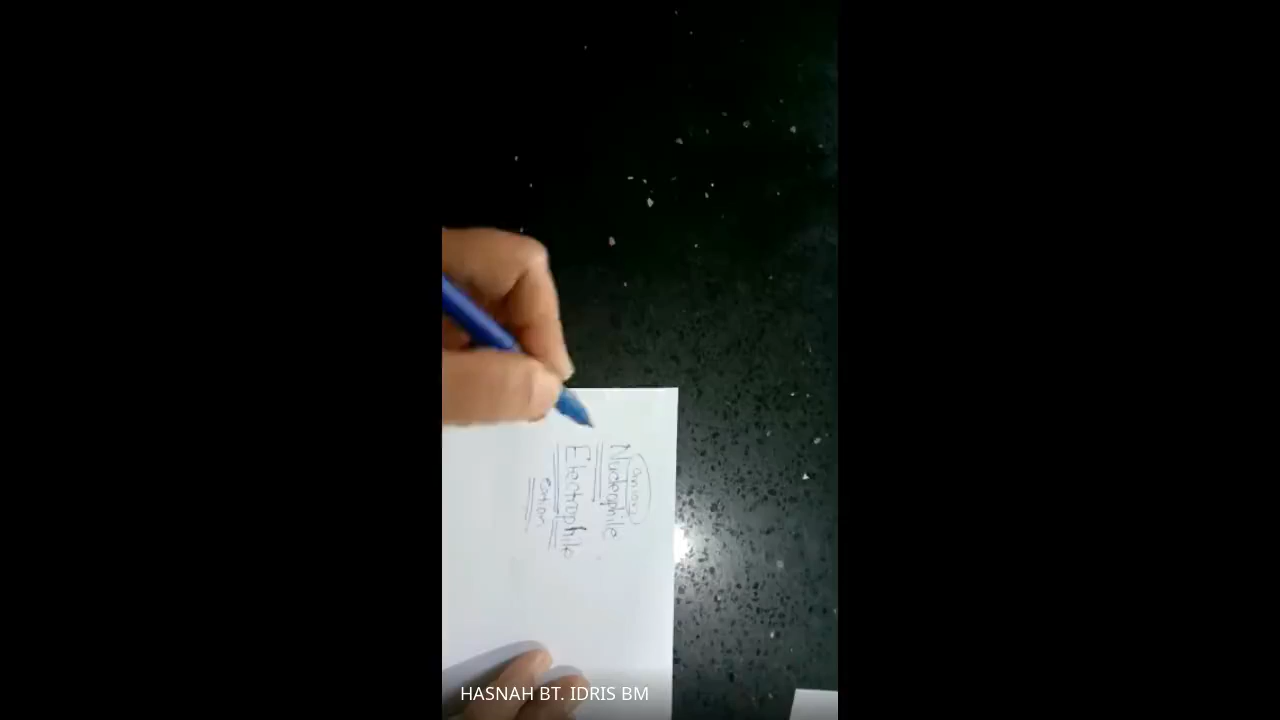 anion
Nucleophile
Electrophile
cation
HASNAH BT. IDRIS BM